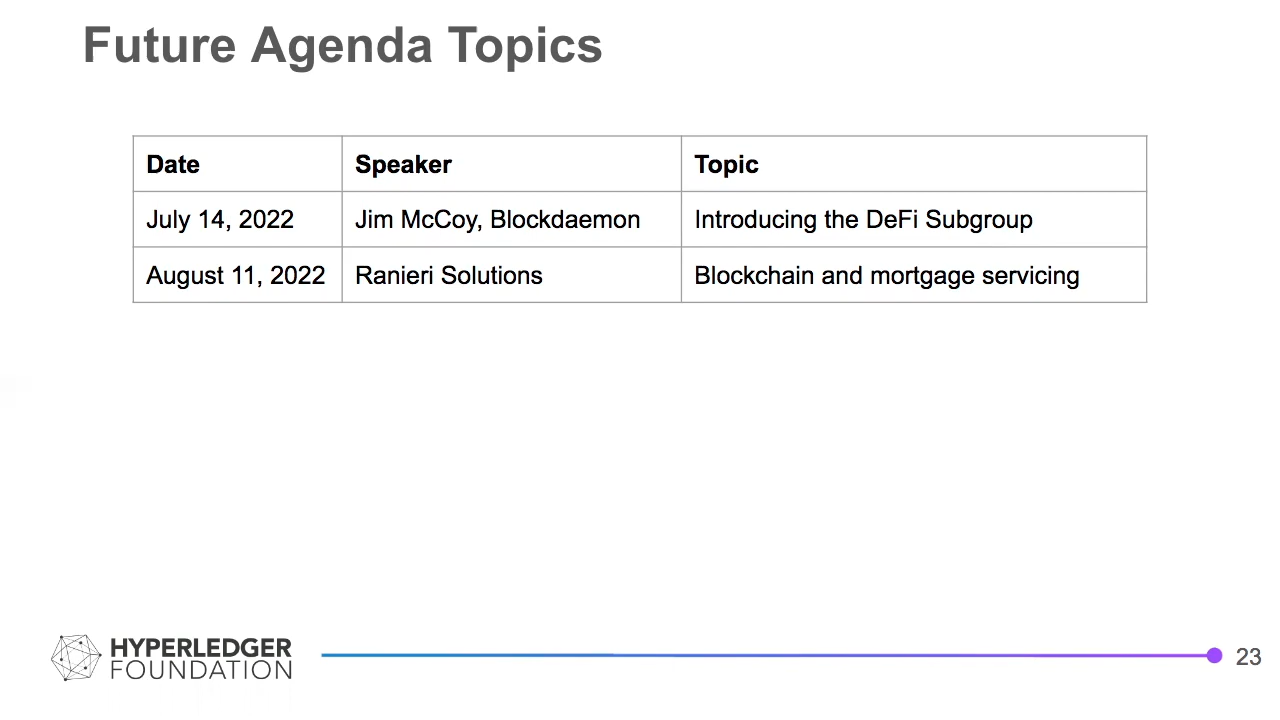 Future Agenda Topics
Date Speaker Topic
July 14, 2022 Jim McCoy, Blockdaemon Introducing the DeFi Subgroup
August 11, 2022 Ranieri Solutions Blockchain and mortgage servicing
HYPERLEDGER
FOUNDATION
23